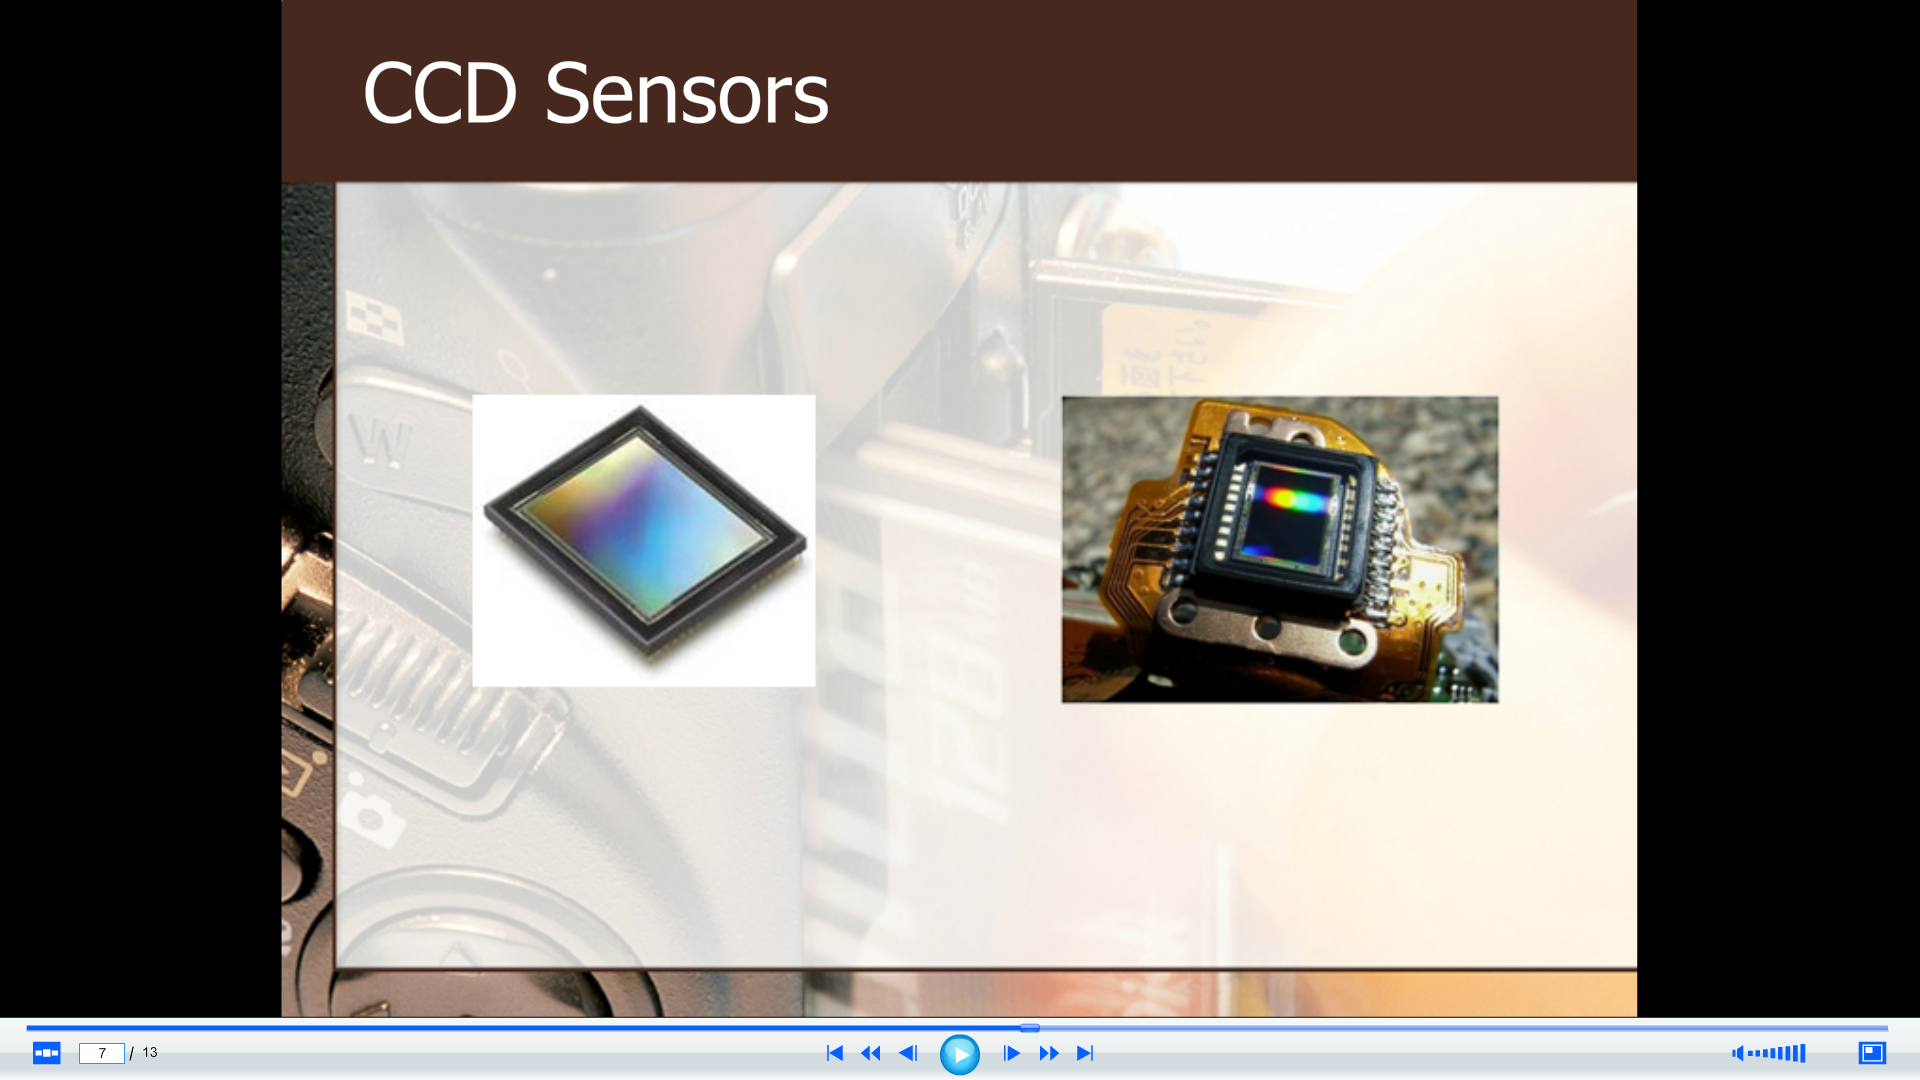 CCD Sensors
W
7 / 13